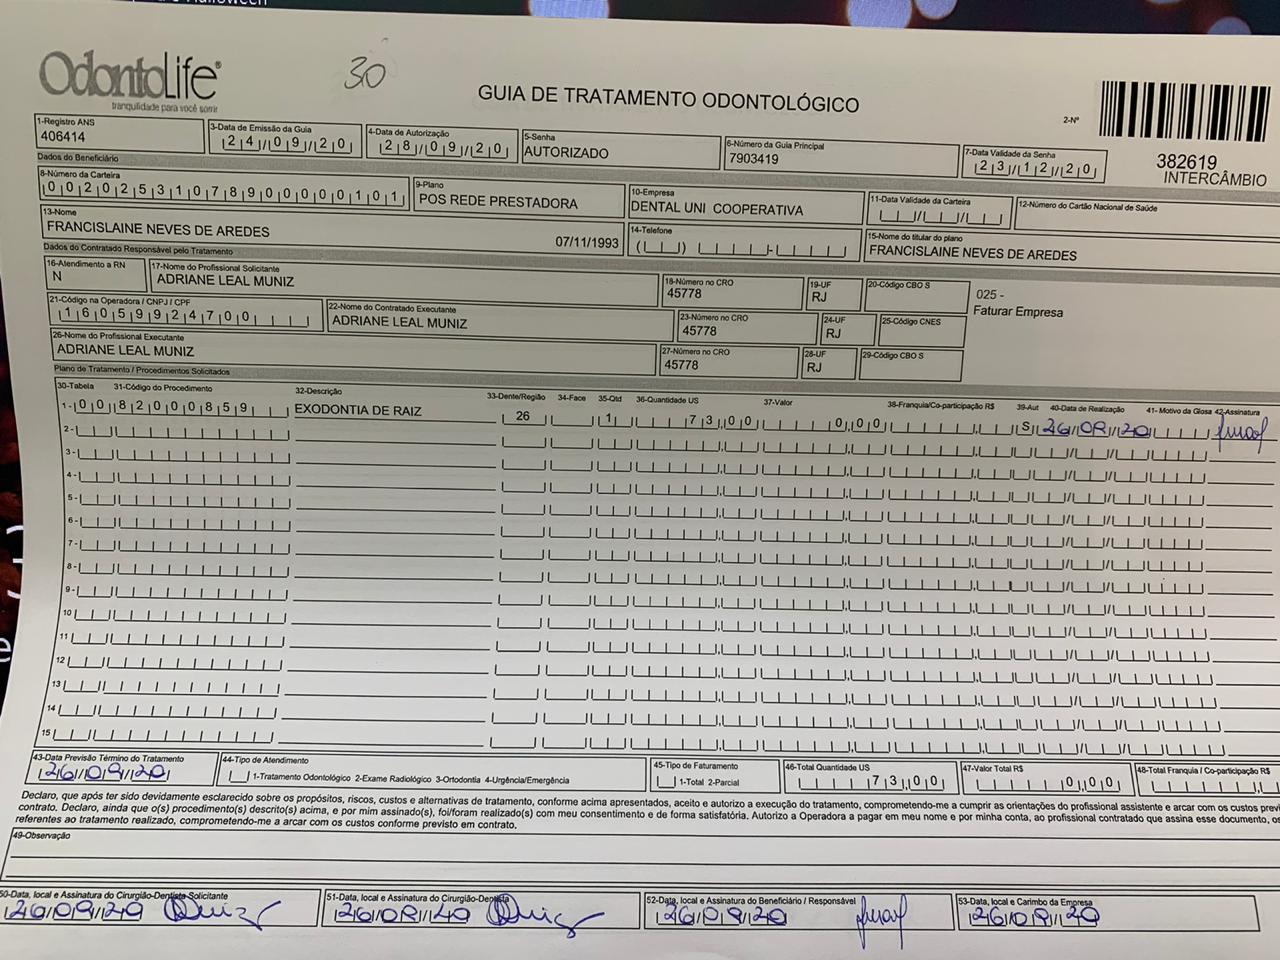 OdontoLife®
tranquilidade para você sorrir
30
GUIA DE TRATAMENTO ODONTOLÓGICO
2-Nº
382619
INTERCÂMBIO
1-Registro ANS
406414
3-Data de Emissão da Guia
24/09/20
4-Data de Autorização
28/09/20
5-Senha
AUTORIZADO
6-Número da Guia Principal
7903419
7-Data Validade da Senha
23/12/20
Dados do Beneficiário
8-Número da Carteira
00202531078900000101
9-Plano
POS REDE PRESTADORA
10-Empresa
DENTAL UNI COOPERATIVA
11-Data Validade da Carteira
12-Número do Cartão Nacional de Saúde
13-Nome
FRANCISLAINE NEVES DE AREDES 07/11/1993
14-Telefone
15-Nome do titular do plano
FRANCISLAINE NEVES DE AREDES
Dados do Contratado Responsável pelo Tratamento
16-Atendimento a RN
N
17-Nome do Profissional Solicitante
ADRIANE LEAL MUNIZ
18-Número no CRO
45778
19-UF
RJ
20-Código CBO S
025 -
Faturar Empresa
21-Código na Operadora / CNPJ / CPF
16059924700
22-Nome do Contratado Executante
ADRIANE LEAL MUNIZ
23-Número no CRO
45778
24-UF
RJ
25-Código CNES
26-Nome do Profissional Executante
ADRIANE LEAL MUNIZ
27-Número no CRO
45778
28-UF
RJ
29-Código CBO S
Plano de Tratamento / Procedimentos Solicitados
30-Tabela 31-Código do Procedimento 32-Descrição 33-Dente/Região 34-Face 35-Qtd 36-Quantidade US 37-Valor 38-Franquia/Co-participação R$ 39-Aut 40-Data de Realização 41- Motivo da Glosa 42-Assinatura
1- 00 82000859 EXODONTIA DE RAIZ 26 1 73,00 0,00 S 26/09/20
2-
3-
4-
5-
6-
7-
8-
9-
10
11
12
13
14
15
43-Data Previsão Término do Tratamento
26/09/20
44-Tipo de Atendimento
1-Tratamento Odontológico 2-Exame Radiológico 3-Ortodontia 4-Urgência/Emergência
45-Tipo de Faturamento
1-Total 2-Parcial
46-Total Quantidade US
73,00
47-Valor Total R$
0,00
48-Total Franquia / Co-participação R$
Declaro, que após ter sido devidamente esclarecido sobre os propósitos, riscos, custos e alternativas de tratamento, conforme acima apresentados, aceito e autorizo a execução do tratamento, comprometendo-me a cumprir as orientações do profissional assistente e arcar com os custos
contrato. Declaro, ainda que o(s) procedimento(s) descrito(s) acima, e por mim assinado(s), foi/foram realizado(s) com meu consentimento e de forma satisfatória. Autorizo a Operadora a pagar em meu nome e por minha conta, ao profissional contratado que assina esse documento, os
referentes ao tratamento realizado, comprometendo-me a arcar com os custos conforme previsto em contrato.
49-Observação
50-Data, local e Assinatura do Cirurgião-Dentista Solicitante
26/09/20
51-Data, local e Assinatura do Cirurgião-Dentista
26/09/20
52-Data, local e Assinatura do Beneficiário / Responsável
26/09/20
53-Data, local e Carimbo da Empresa
26/09/20